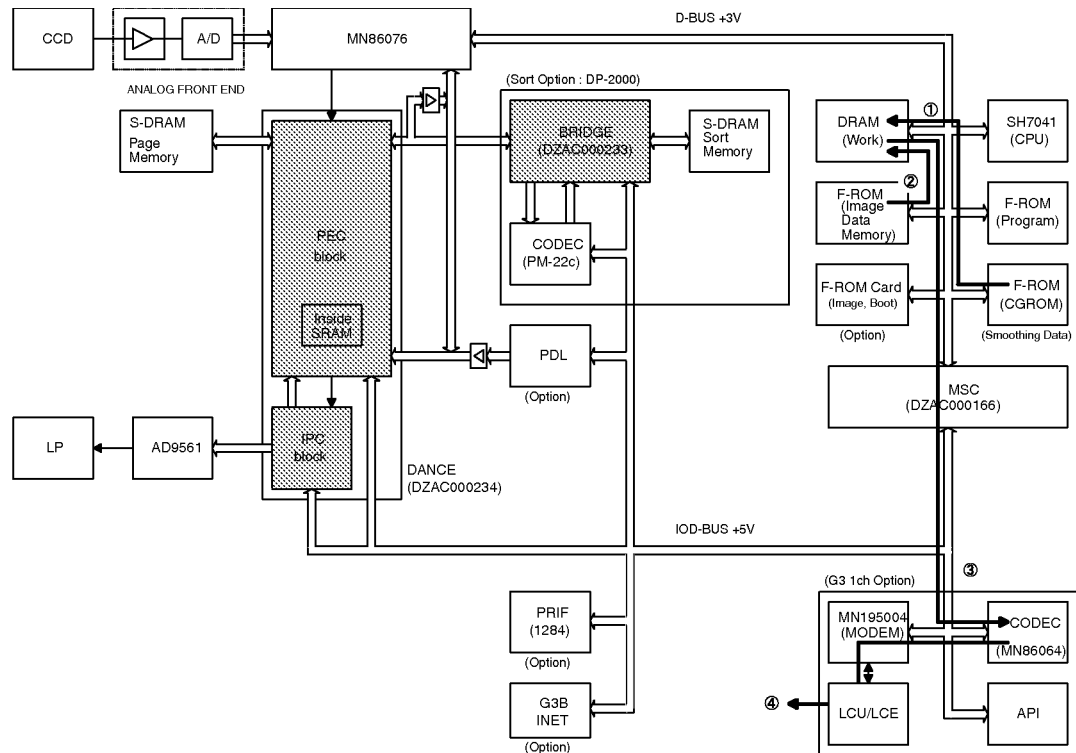 D-BUS +3V
CCD
A/D
MN86076
ANALOG FRONT END
(Sort Option : DP-2000)
S-DRAM
Page
Memory
BRIDGE
(DZAC000233)
S-DRAM
Sort
Memory
①
DRAM
(Work)
SH7041
(CPU)
②
F-ROM
(Image
Data
Memory)
F-ROM
(Program)
PEC
block
CODEC
(PM-22c)
F-ROM Card
(Image, Boot)
(Option)
F-ROM
(CGROM)
(Smoothing Data)
Inside
SRAM
PDL
(Option)
MSC
(DZAC000166)
LP
AD9561
IPC
block
DANCE
(DZAC000234)
IOD-BUS +5V
③
(G3 1ch Option)
PRIF
(1284)
(Option)
MN195004
(MODEM)
CODEC
(MN86064)
G3B
INET
(Option)
④
LCU/LCE
API